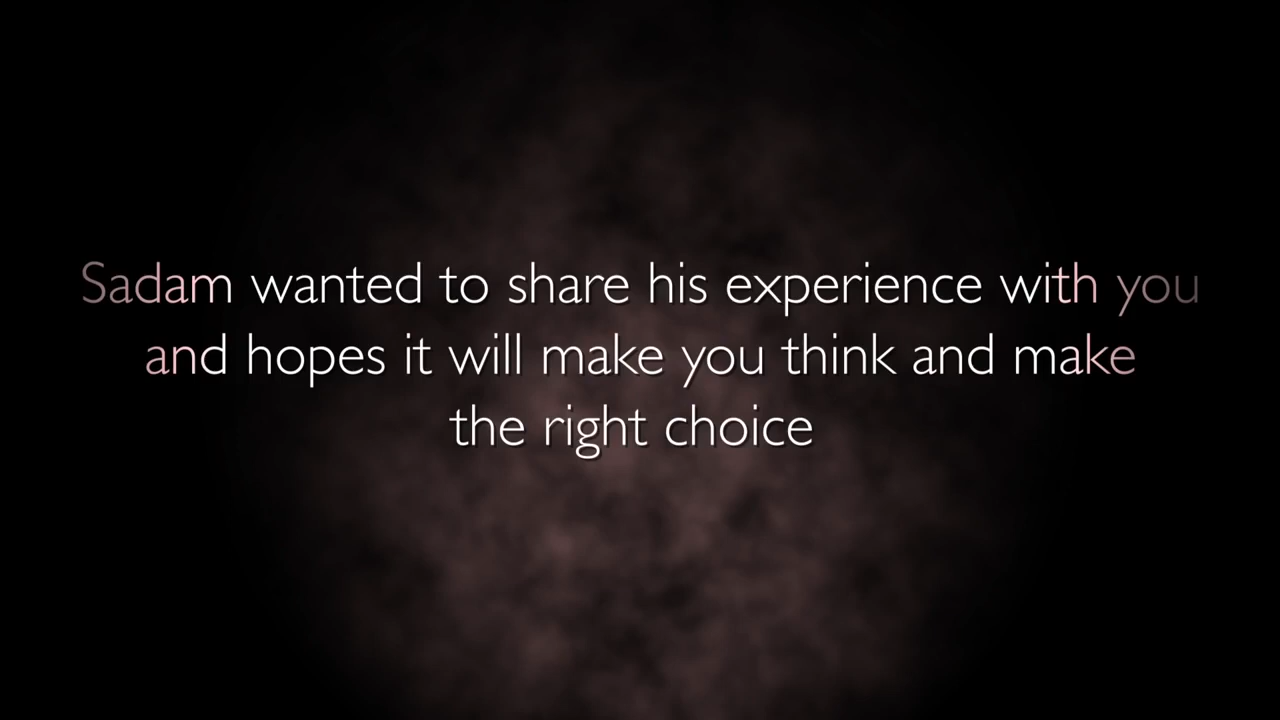 Sadam wanted to share his experience with you
and hopes it will make you think and make
the right choice